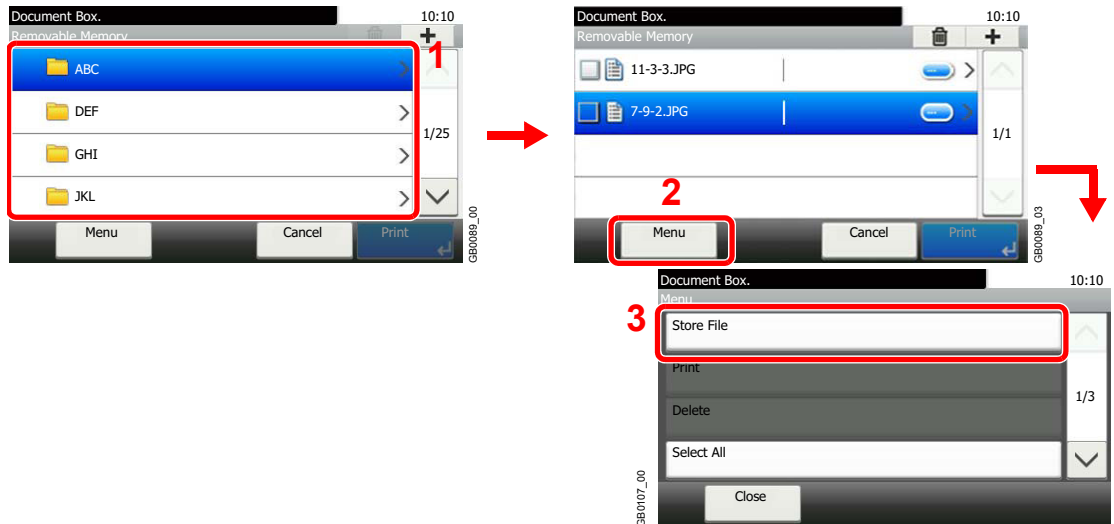 Document Box.
10:10
Removable Memory
1
ABC
DEF
1/25
GHI
JKL
Menu
Cancel
Print
GB0089_00
Document Box.
10:10
Removable Memory
11-3-3.JPG
7-9-2.JPG
1/1
2
Menu
Cancel
Print
GB0089_03
Document Box.
10:10
Menu
3
Store File
Print
1/3
Delete
Select All
Close
GB0107_00